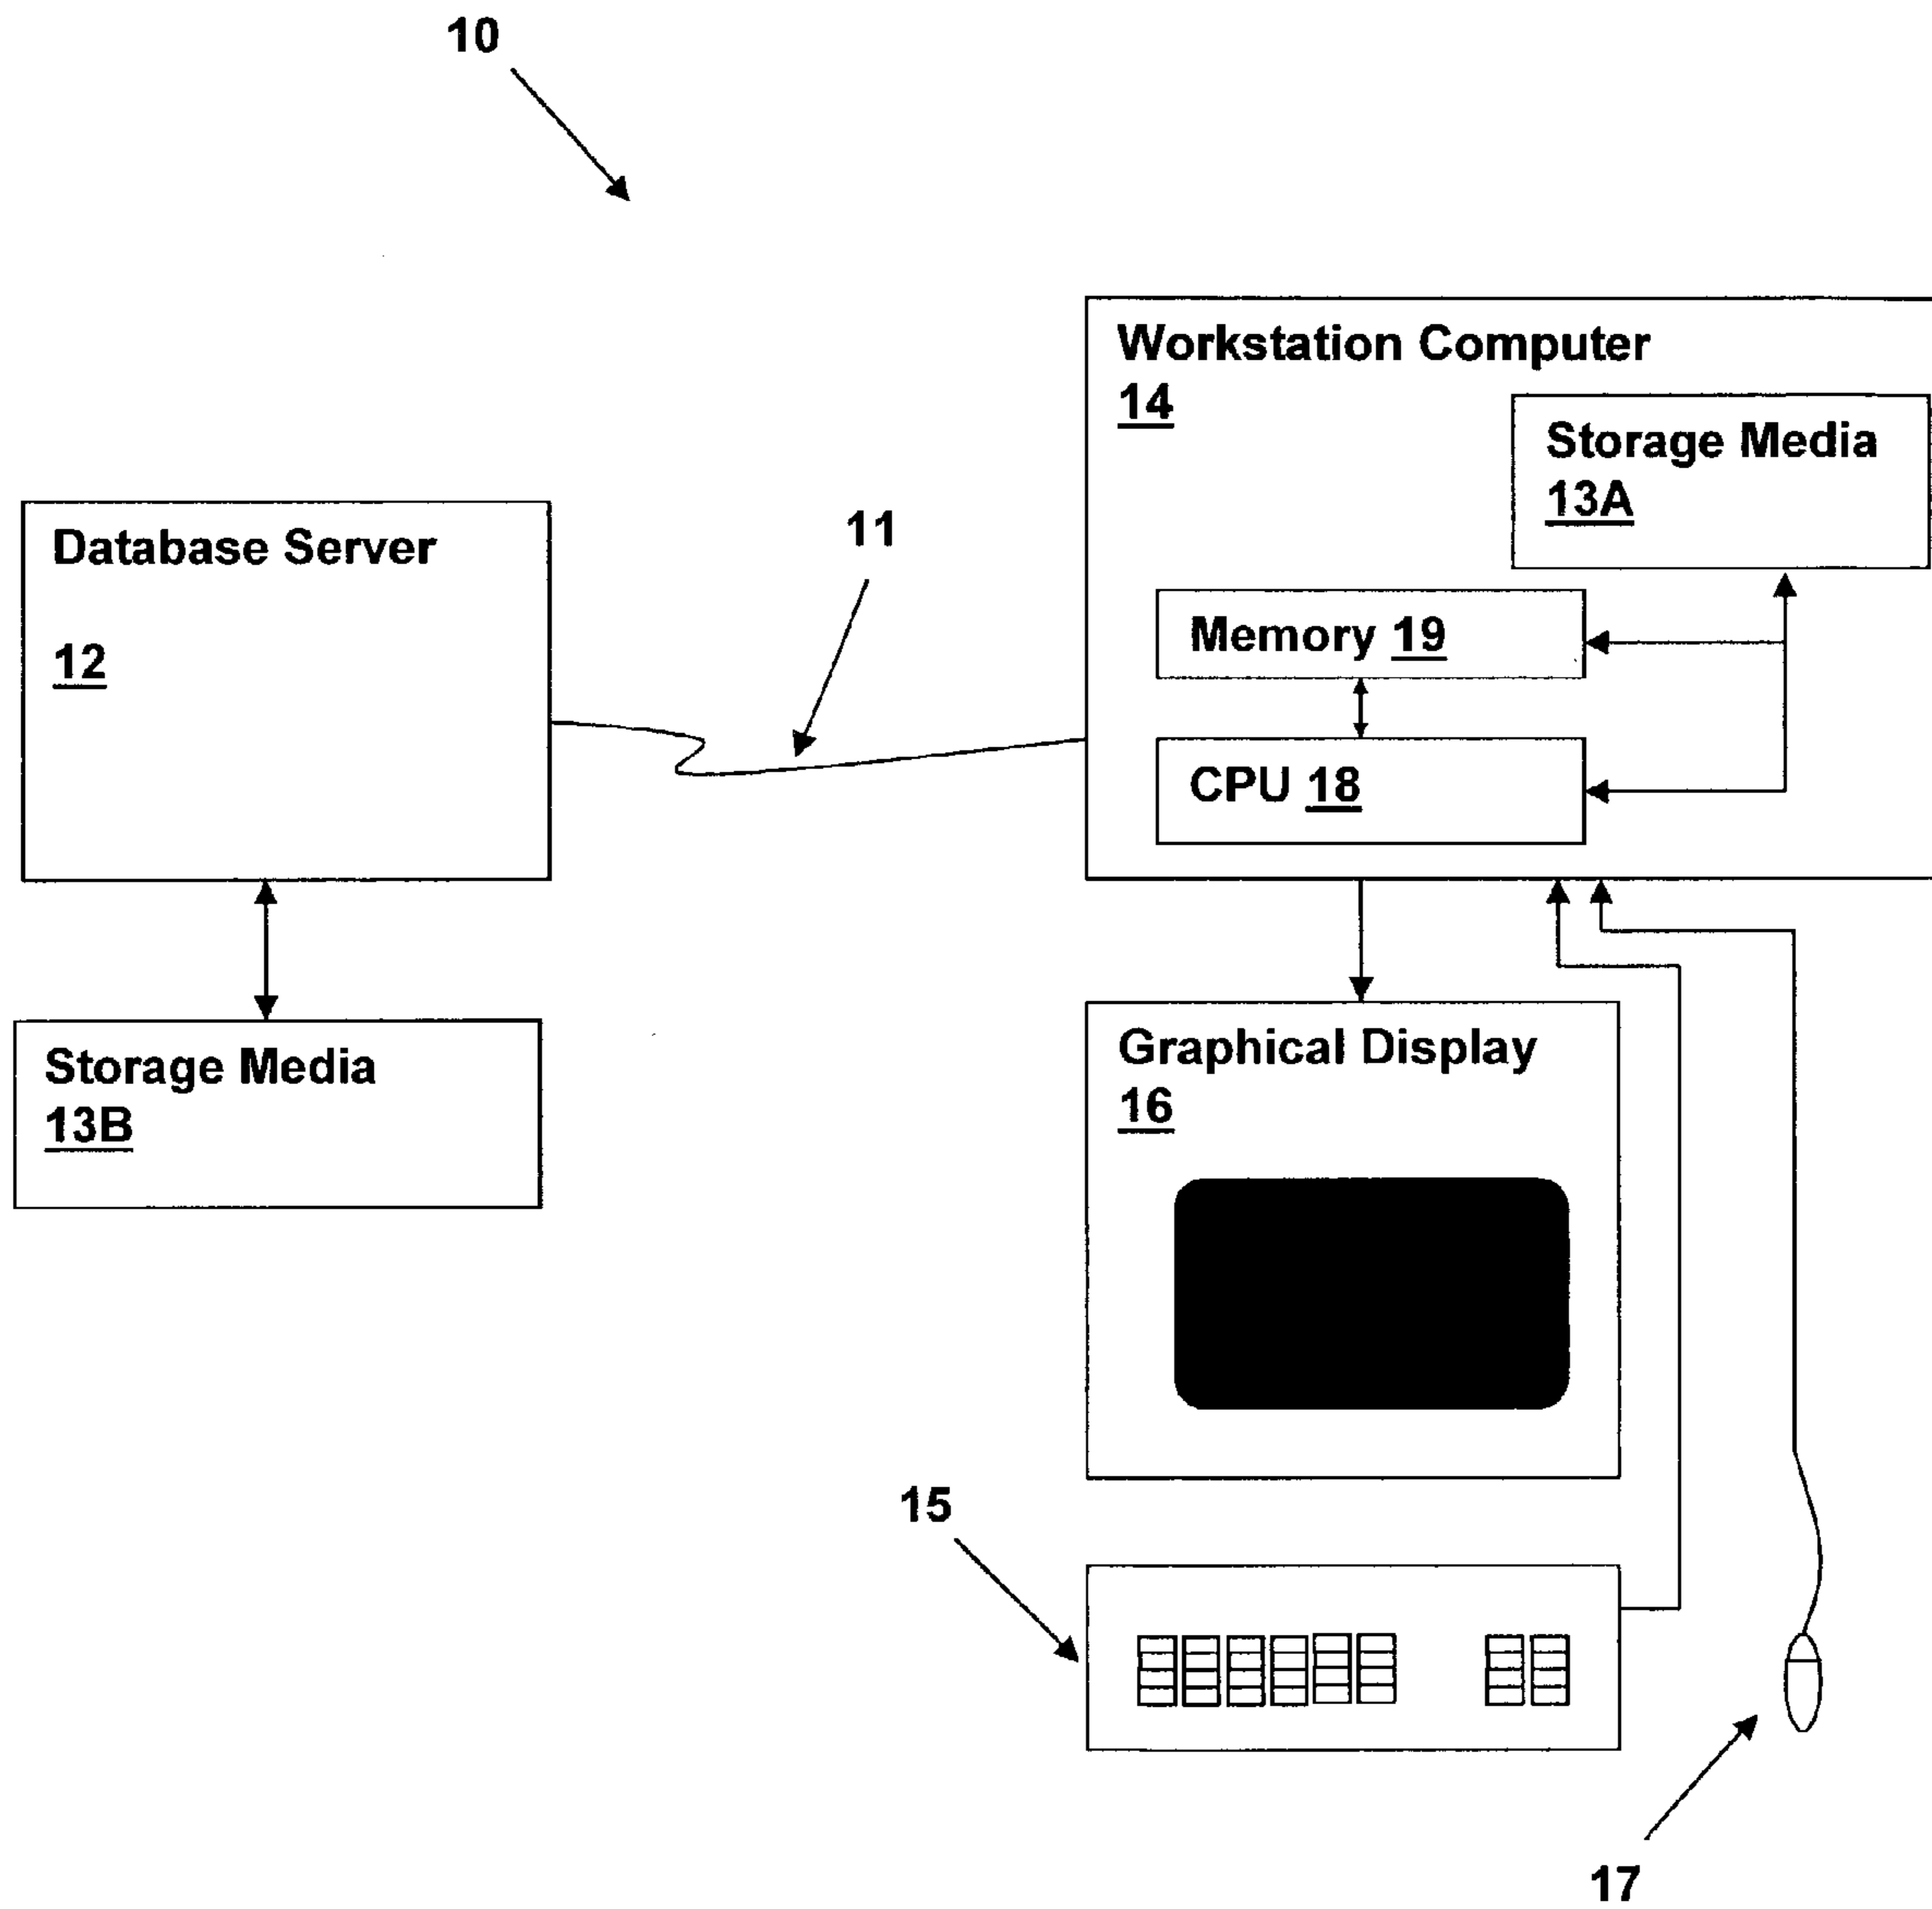 10
Workstation Computer
14
Storage Media
13A
Database Server
12
11
Memory 19
CPU 18
Storage Media
13B
Graphical Display
16
15
17